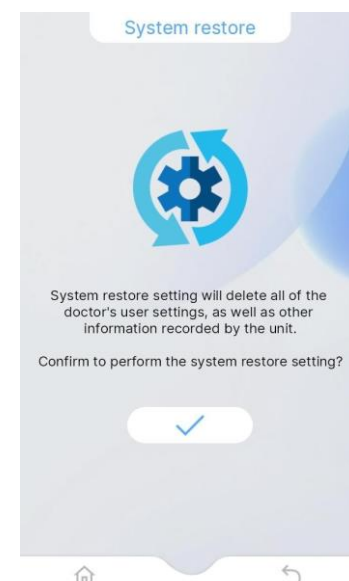 System restore
System restore setting will delete all of the
doctor's user settings, as well as other
information recorded by the unit.
Confirm to perform the system restore setting?